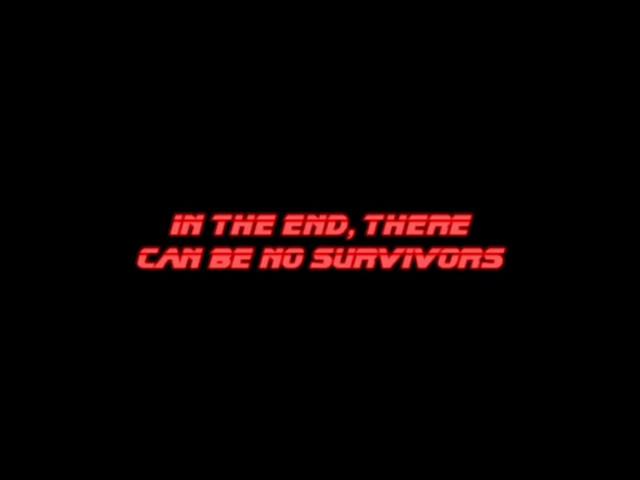 IN THE END, THERE
CAN BE NO SURVIVORS